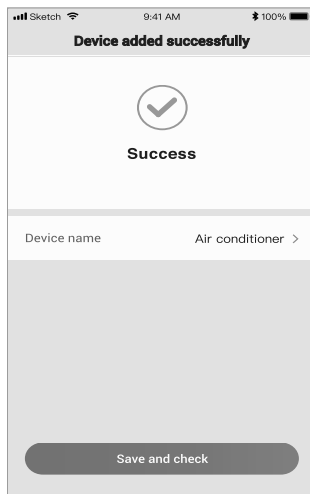 Sketch 9:41 AM 100%
Device added successfully
Success
Device name Air conditioner
Save and check